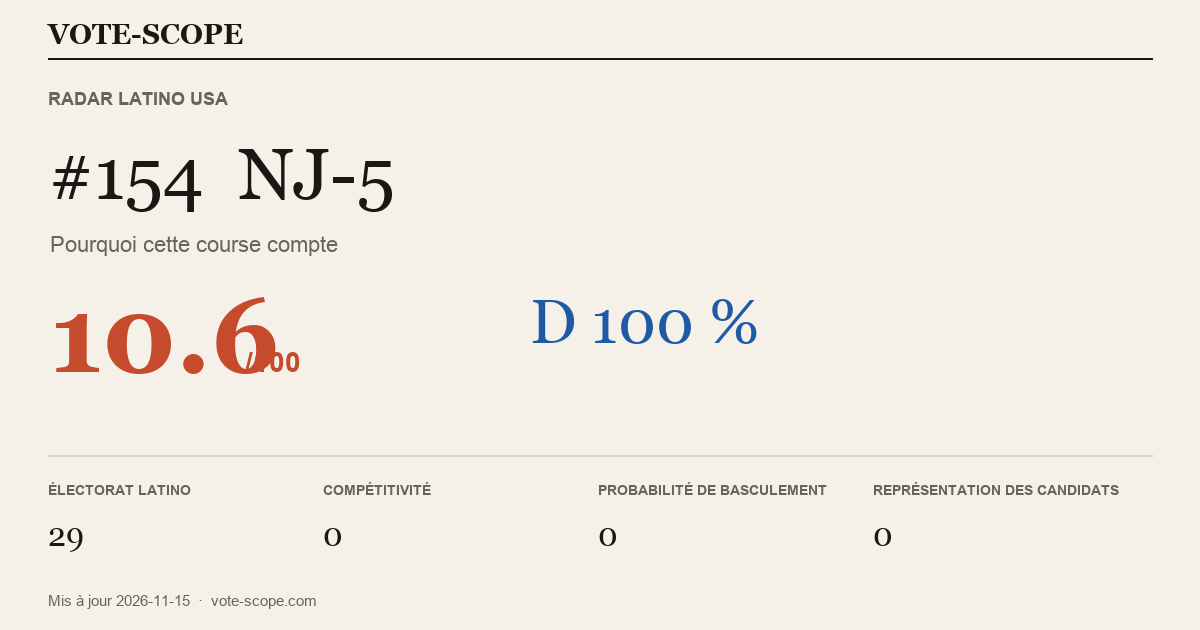 VOTE-SCOPE
RADAR LATINO USA
#154 NJ-5
Pourquoi cette course compte
10.6/100 D 100 %
ÉLECTORAT LATINO COMPÉTITIVITÉ PROBABILITÉ DE BASCULEMENT REPRÉSENTATION DES CANDIDATS
29 0 0 0
Mis à jour 2026-11-15 · vote-scope.com